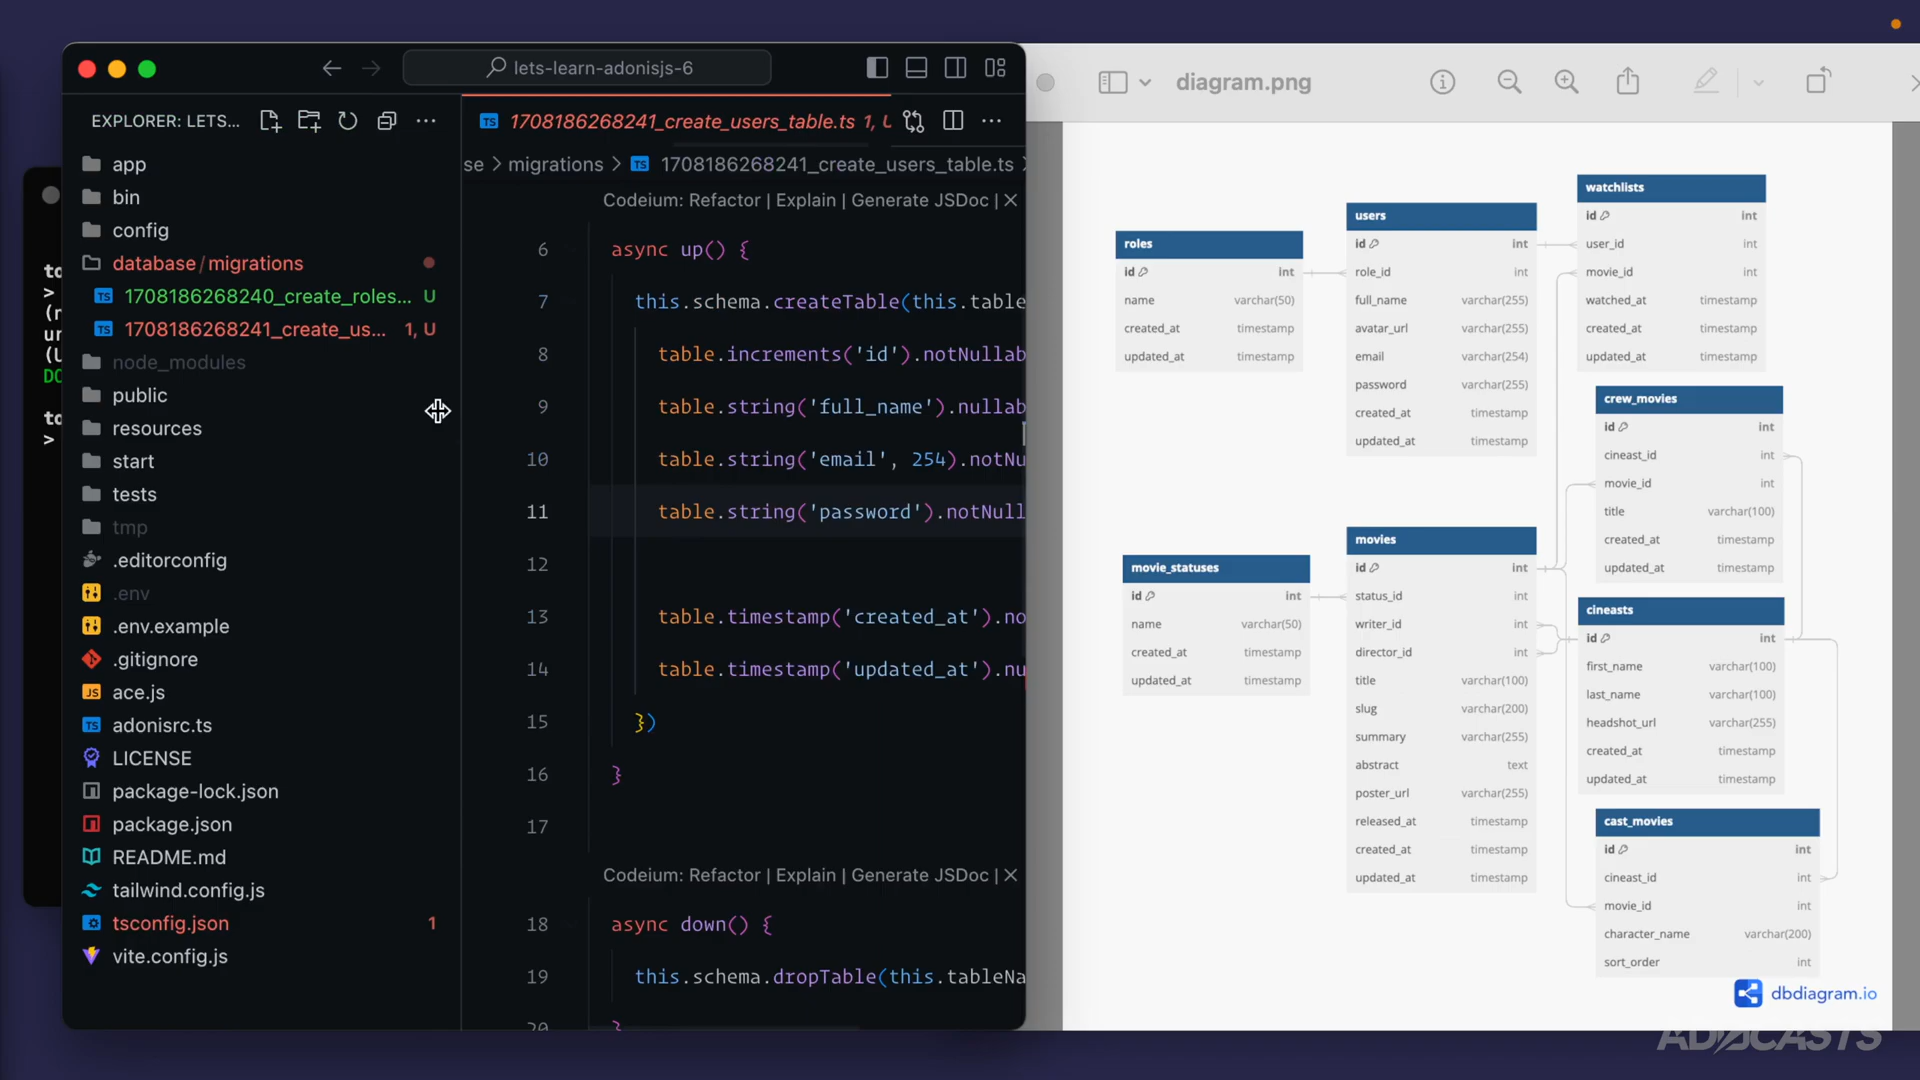 lets-learn-adonisjs-6
EXPLORER: LETS...
app
bin
config
database/migrations
1708186268240_create_roles... U
1708186268241_create_us... 1, U
node_modules
public
resources
start
tests
tmp
.editorconfig
.env
.env.example
.gitignore
ace.js
adonisrc.ts
LICENSE
package-lock.json
package.json
README.md
tailwind.config.js
tsconfig.json 1
vite.config.js
1708186268241_create_users_table.ts 1, U
se > migrations > 1708186268241_create_users_table.ts
Codeium: Refactor | Explain | Generate JSDoc | ×
6 async up() {
7 this.schema.createTable(this.table
8 table.increments('id').notNullab
9 table.string('full_name').nullab
10 table.string('email', 254).notNu
11 table.string('password').notNull
12
13 table.timestamp('created_at').no
14 table.timestamp('updated_at').nu
15 })
16 }
17
Codeium: Refactor | Explain | Generate JSDoc | ×
18 async down() {
19 this.schema.dropTable(this.tableNa
20 }
diagram.png
roles
id int
name varchar(50)
created_at timestamp
updated_at timestamp
users
id int
role_id int
full_name varchar(255)
avatar_url varchar(255)
email varchar(254)
password varchar(255)
created_at timestamp
updated_at timestamp
watchlists
id int
user_id int
movie_id int
watched_at timestamp
created_at timestamp
updated_at timestamp
crew_movies
id int
cineast_id int
movie_id int
title varchar(100)
created_at timestamp
updated_at timestamp
movie_statuses
id int
name varchar(50)
created_at timestamp
updated_at timestamp
movies
id int
status_id int
writer_id int
director_id int
title varchar(100)
slug varchar(200)
summary varchar(255)
abstract text
poster_url varchar(255)
released_at timestamp
created_at timestamp
updated_at timestamp
cineasts
id int
first_name varchar(100)
last_name varchar(100)
headshot_url varchar(255)
created_at timestamp
updated_at timestamp
cast_movies
id int
cineast_id int
movie_id int
character_name varchar(200)
sort_order int
dbdiagram.io
ADOCASTS